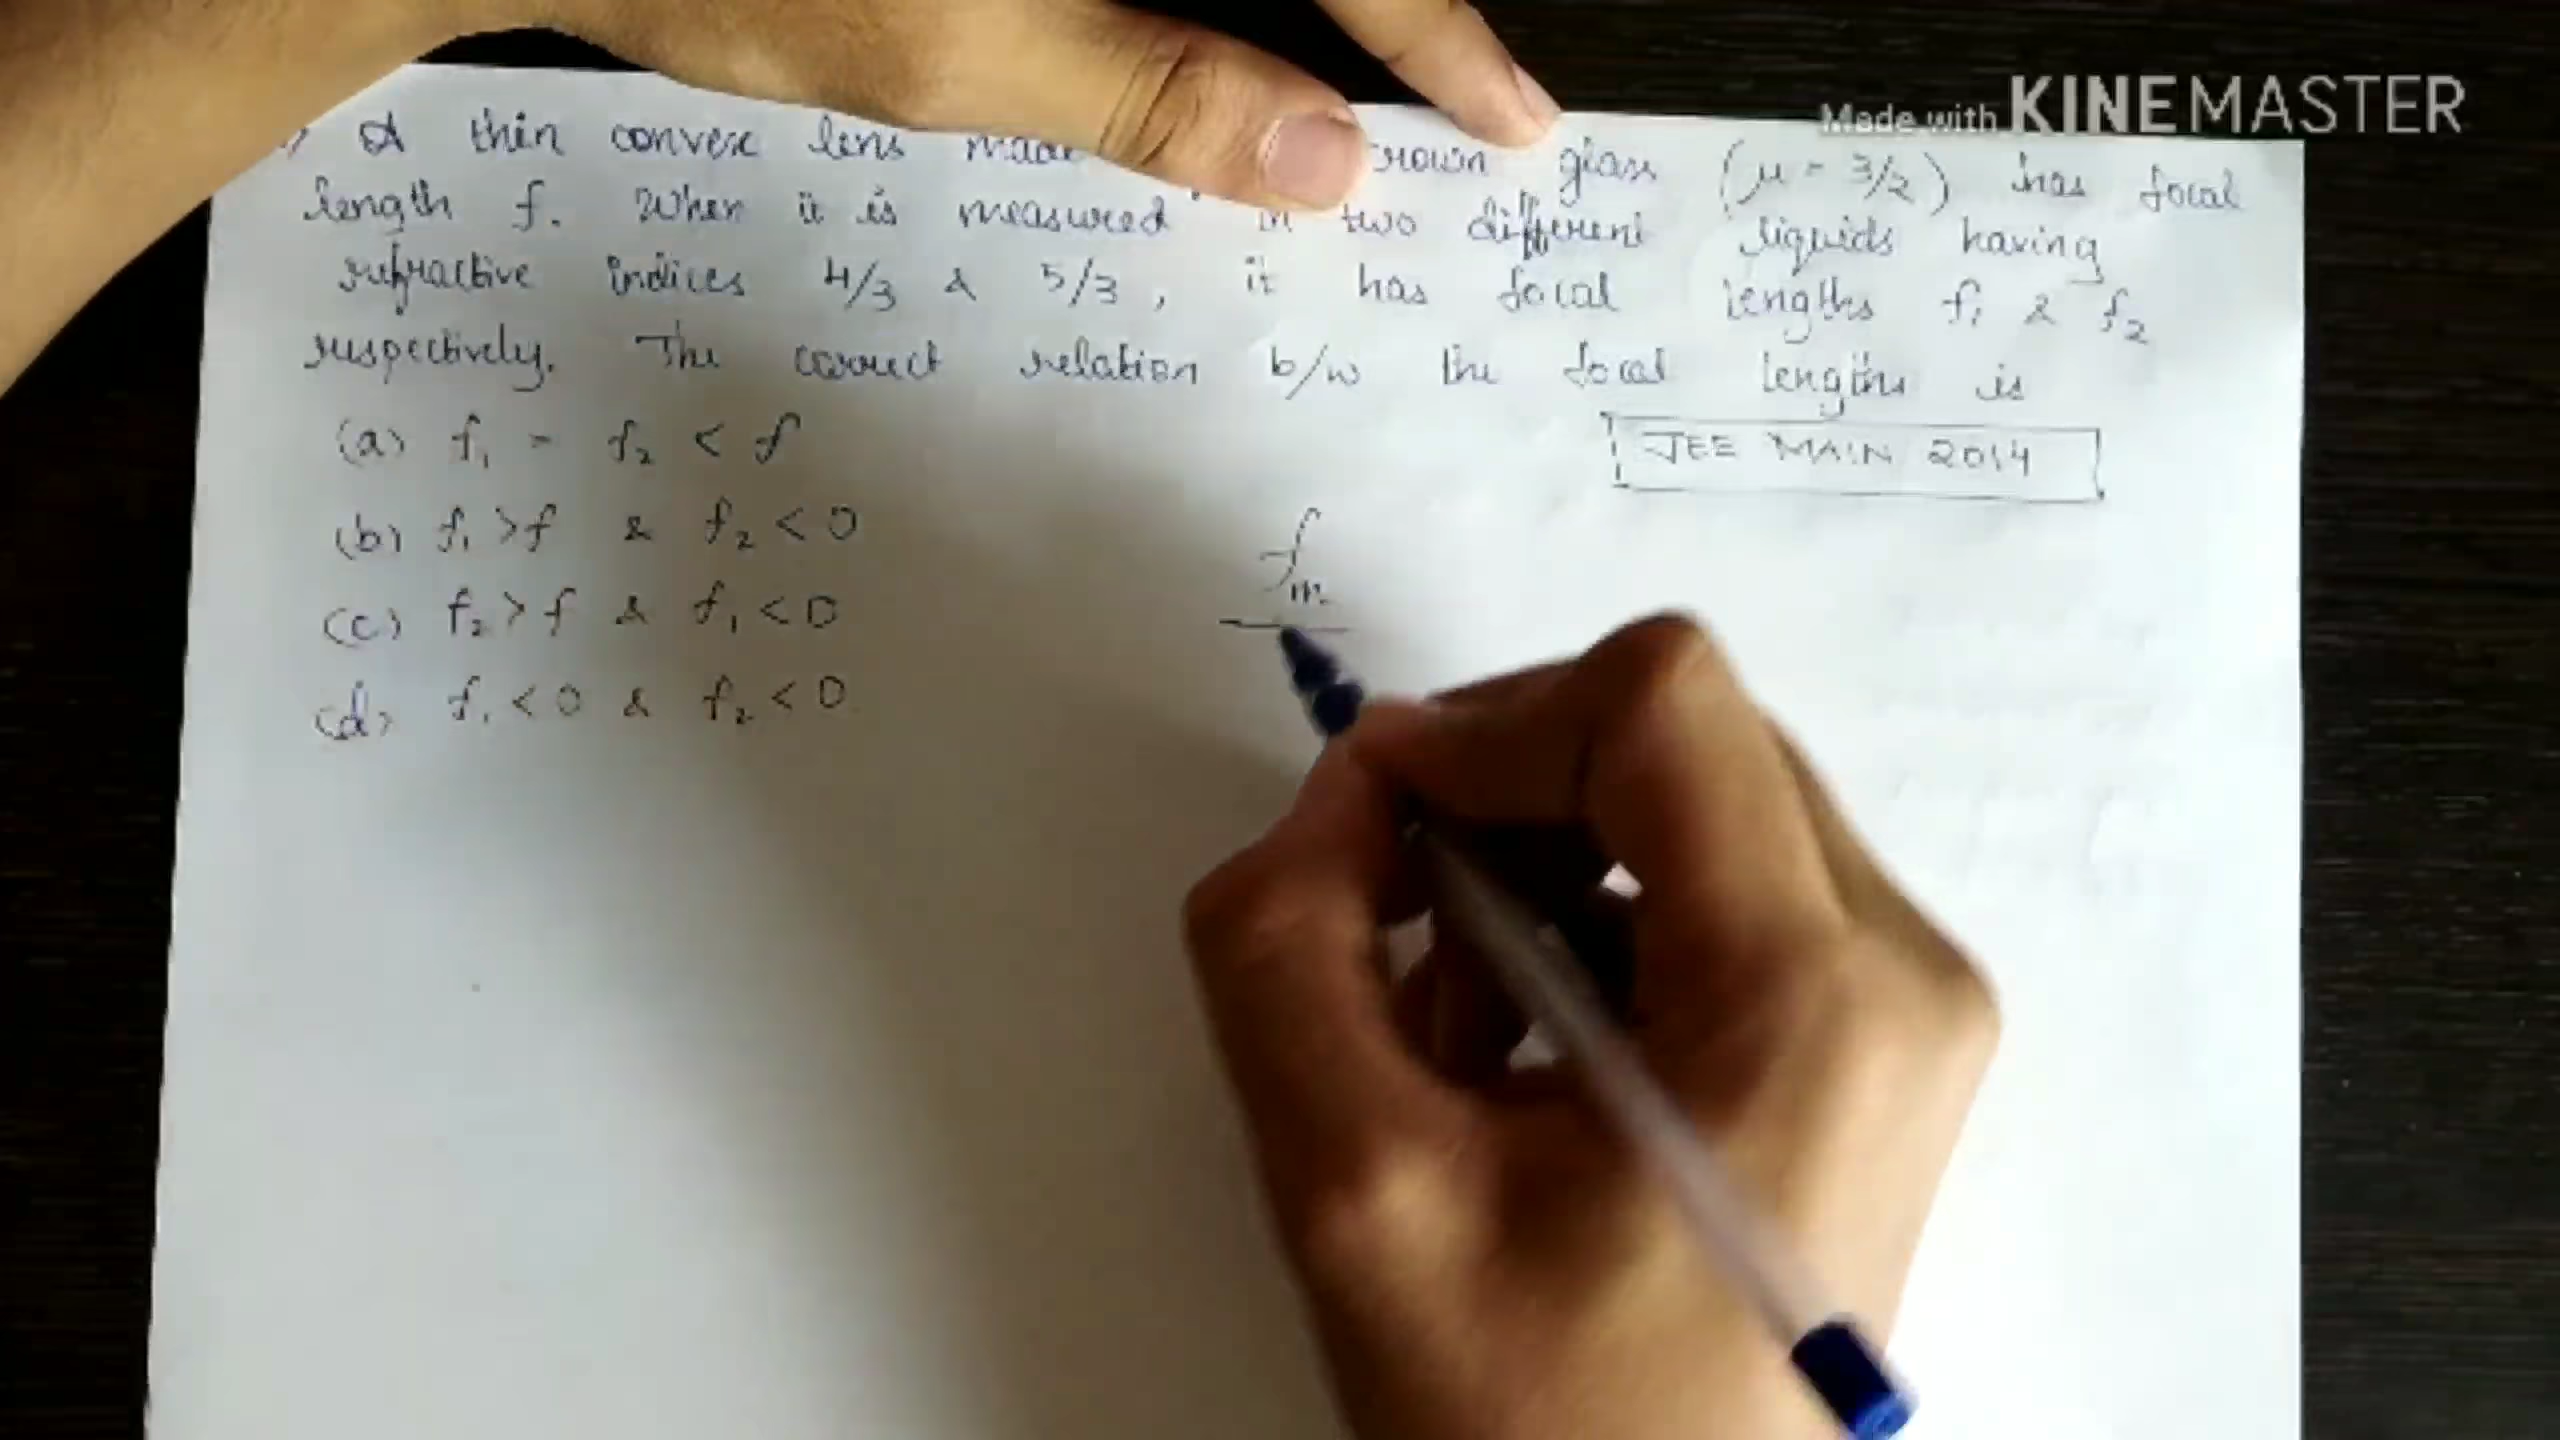 Made with KINEMASTER
A thin convex lens made crown glass (μ = 3/2) has focal
length f. When it is measured in two different liquids having
refractive indices 4/3 & 5/3, it has focal lengths f₁ & f₂
respectively. The correct relation b/w the focal lengths is
(a) f₁ = f₂ < f
JEE MAIN 2014
(b) f₁ > f & f₂ < 0
(c) f₂ > f & f₁ < 0
(d) f₁ < 0 & f₂ < 0
fm